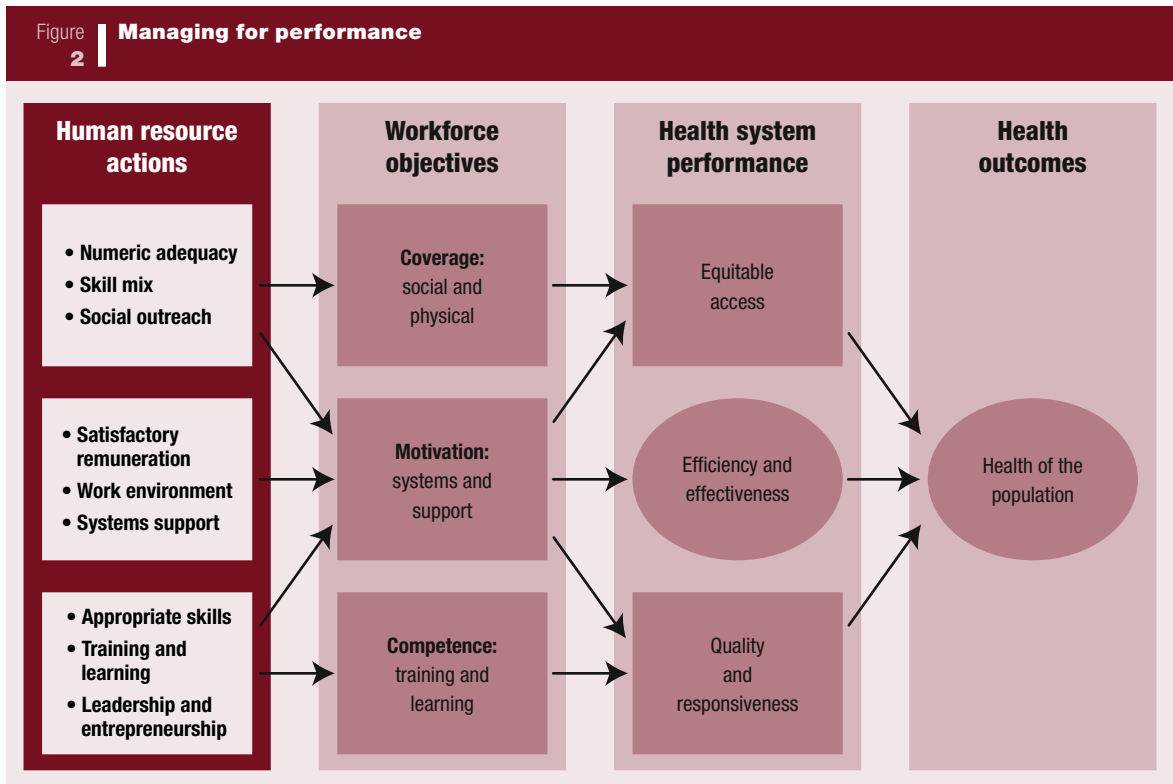 Figure
2
Managing for performance
Human resource
actions
• Numeric adequacy
• Skill mix
• Social outreach
• Satisfactory
remuneration
• Work environment
• Systems support
• Appropriate skills
• Training and
learning
• Leadership and
entrepreneurship
Workforce
objectives
Coverage:
social and
physical
Motivation:
systems and
support
Competence:
training and
learning
Health system
performance
Equitable
access
Efficiency and
effectiveness
Quality
and
responsiveness
Health
outcomes
Health of the
population